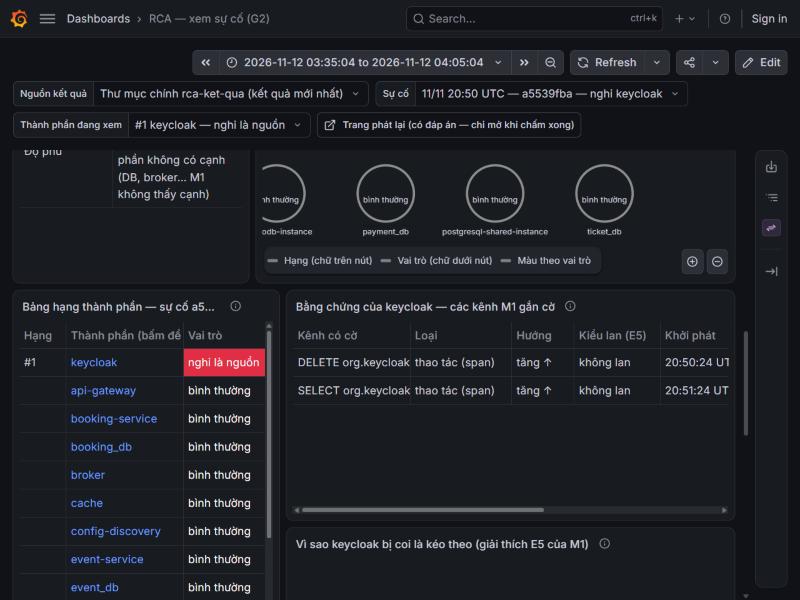 Dashboards › RCA — xem sự cố (G2)
Search... ctrl+k
Sign in
2026-11-12 03:35:04 to 2026-11-12 04:05:04
Refresh
Edit
Nguồn kết quả Thư mục chính rca-ket-qua (kết quả mới nhất)
Sự cố 11/11 20:50 UTC — a5539fba — nghi keycloak
Thành phần đang xem #1 keycloak — nghi là nguồn
Trang phát lại (có đáp án — chỉ mở khi chấm xong)
Độ phủ
phần không có cạnh
(DB, broker... M1
không thấy cạnh)
nh thường
bình thường
bình thường
bình thường
odb-instance
payment_db
postgresql-shared-instance
ticket_db
Hạng (chữ trên nút) Vai trò (chữ dưới nút) Màu theo vai trò
Bảng hạng thành phần — sự cố a5...
Hạng Thành phần (bấm để Vai trò
#1 keycloak nghi là nguồn
api-gateway bình thường
booking-service bình thường
booking_db bình thường
broker bình thường
cache bình thường
config-discovery bình thường
event-service bình thường
event_db bình thường
Bằng chứng của keycloak — các kênh M1 gắn cờ
Kênh có cờ Loại Hướng Kiểu lan (E5) Khởi phát
DELETE org.keycloak thao tác (span) tăng ↑ không lan 20:50:24 UT
SELECT org.keycloak thao tác (span) tăng ↑ không lan 20:51:24 UT
Vì sao keycloak bị coi là kéo theo (giải thích E5 của M1)